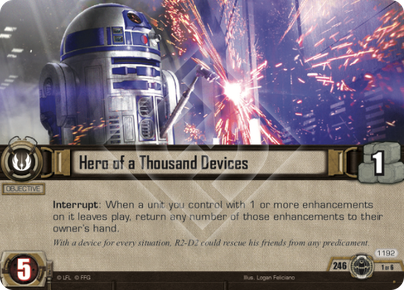 Hero of a Thousand Devices
1
OBJECTIVE
Interrupt: When a unit you control with 1 or more enhancements
on it leaves play, return any number of those enhancements to their
owner's hand.
With a device for every situation, R2-D2 could rescue his friends from any predicament.
1192
5
© LFL © FFG
Illus. Logan Feliciano
246
1 of 6